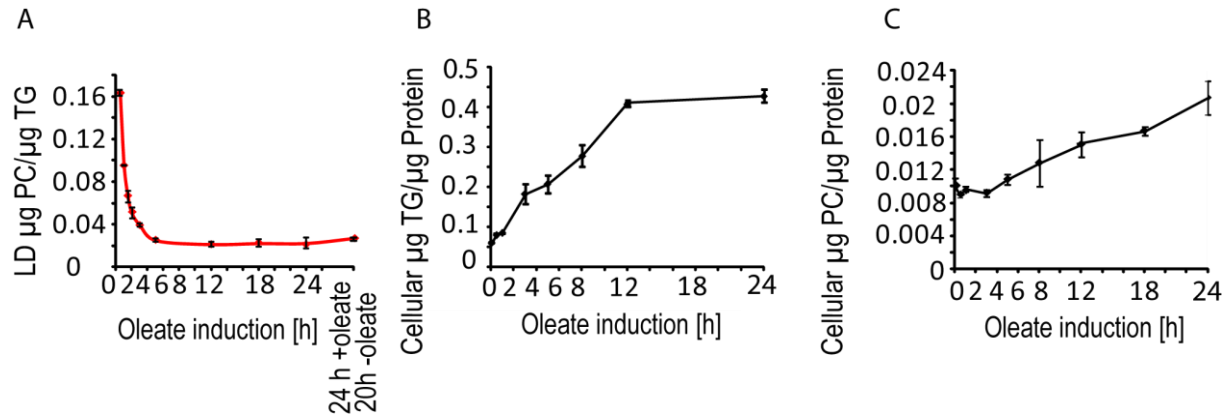 A
LD µg PC/µg TG
0.16
0.12
0.08
0.04
0
0 2 4 6 8 12 18 24
Oleate induction [h]
24 h +oleate
20h -oleate
B
Cellular µg TG/µg Protein
0.5
0.4
0.3
0.2
0.1
0
0 2 4 6 8 12 18 24
Oleate induction [h]
C
Cellular µg PC/µg Protein
0.024
0.02
0.016
0.012
0.008
0.004
0
0 2 4 6 8 12 18 24
Oleate induction [h]